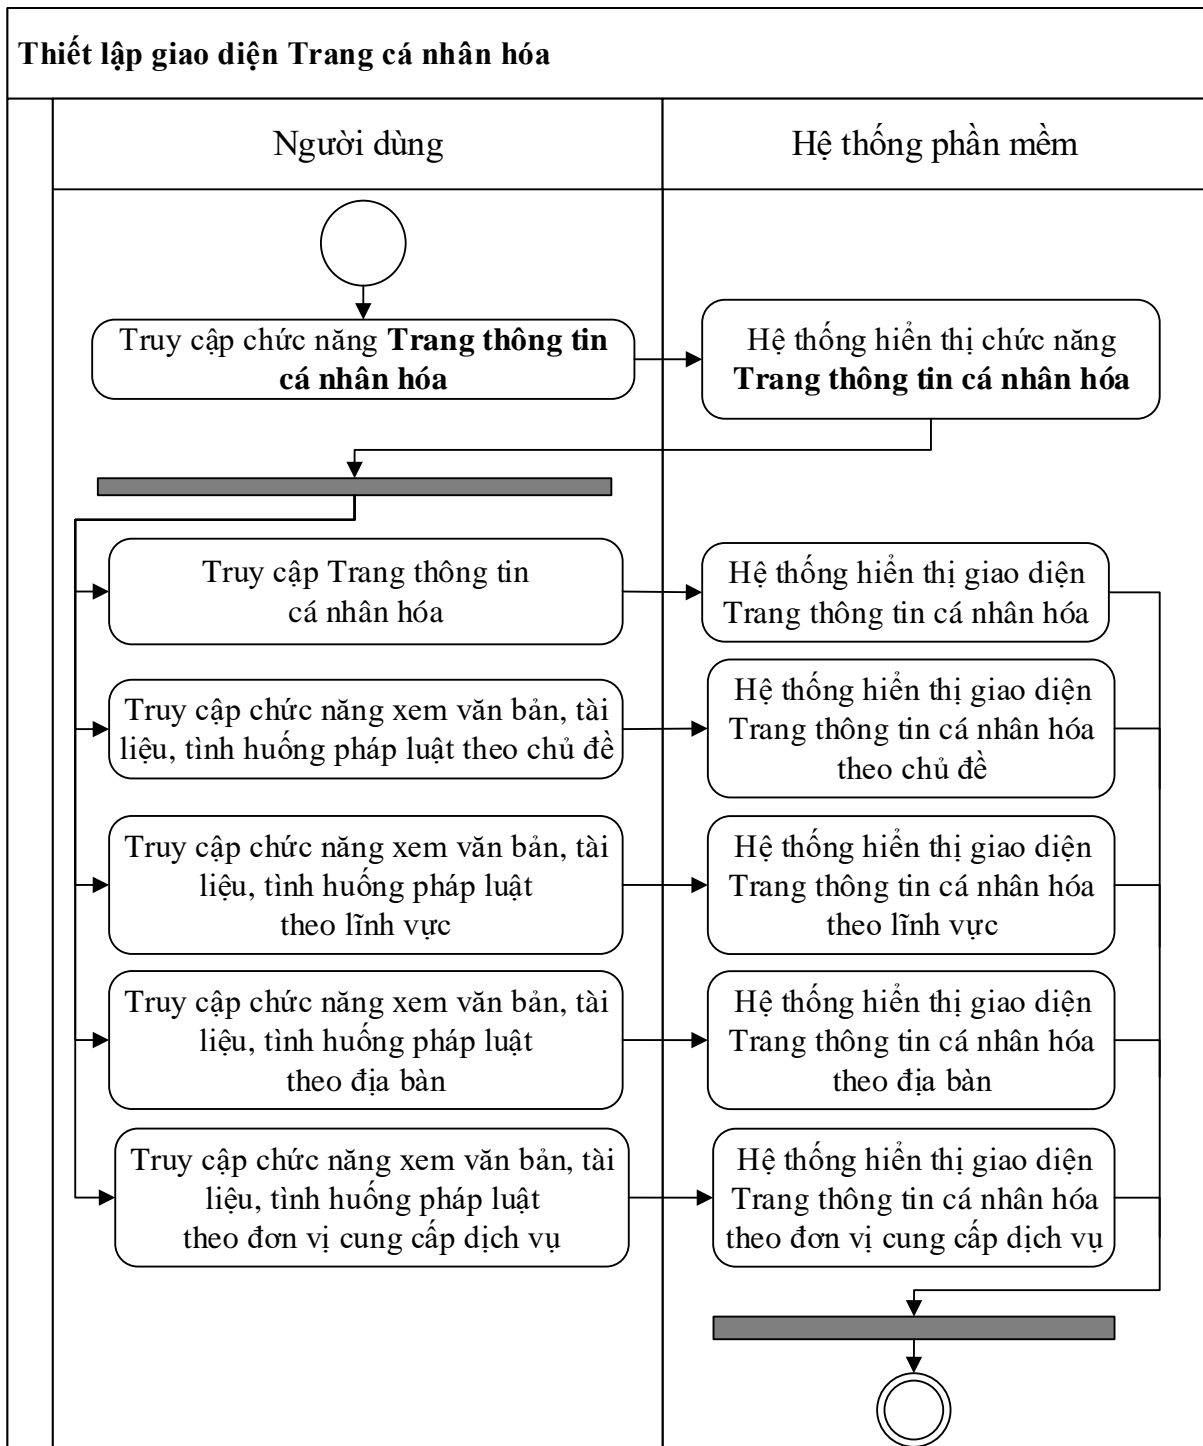 Thiết lập giao diện Trang cá nhân hóa
Người dùng
Hệ thống phần mềm
Truy cập chức năng Trang thông tin
cá nhân hóa
Hệ thống hiển thị chức năng
Trang thông tin cá nhân hóa
Truy cập Trang thông tin
cá nhân hóa
Hệ thống hiển thị giao diện
Trang thông tin cá nhân hóa
Truy cập chức năng xem văn bản, tài
liệu, tình huống pháp luật theo chủ đề
Hệ thống hiển thị giao diện
Trang thông tin cá nhân hóa
theo chủ đề
Truy cập chức năng xem văn bản, tài
liệu, tình huống pháp luật
theo lĩnh vực
Hệ thống hiển thị giao diện
Trang thông tin cá nhân hóa
theo lĩnh vực
Truy cập chức năng xem văn bản, tài
liệu, tình huống pháp luật
theo địa bàn
Hệ thống hiển thị giao diện
Trang thông tin cá nhân hóa
theo địa bàn
Truy cập chức năng xem văn bản, tài
liệu, tình huống pháp luật
theo đơn vị cung cấp dịch vụ
Hệ thống hiển thị giao diện
Trang thông tin cá nhân hóa
theo đơn vị cung cấp dịch vụ